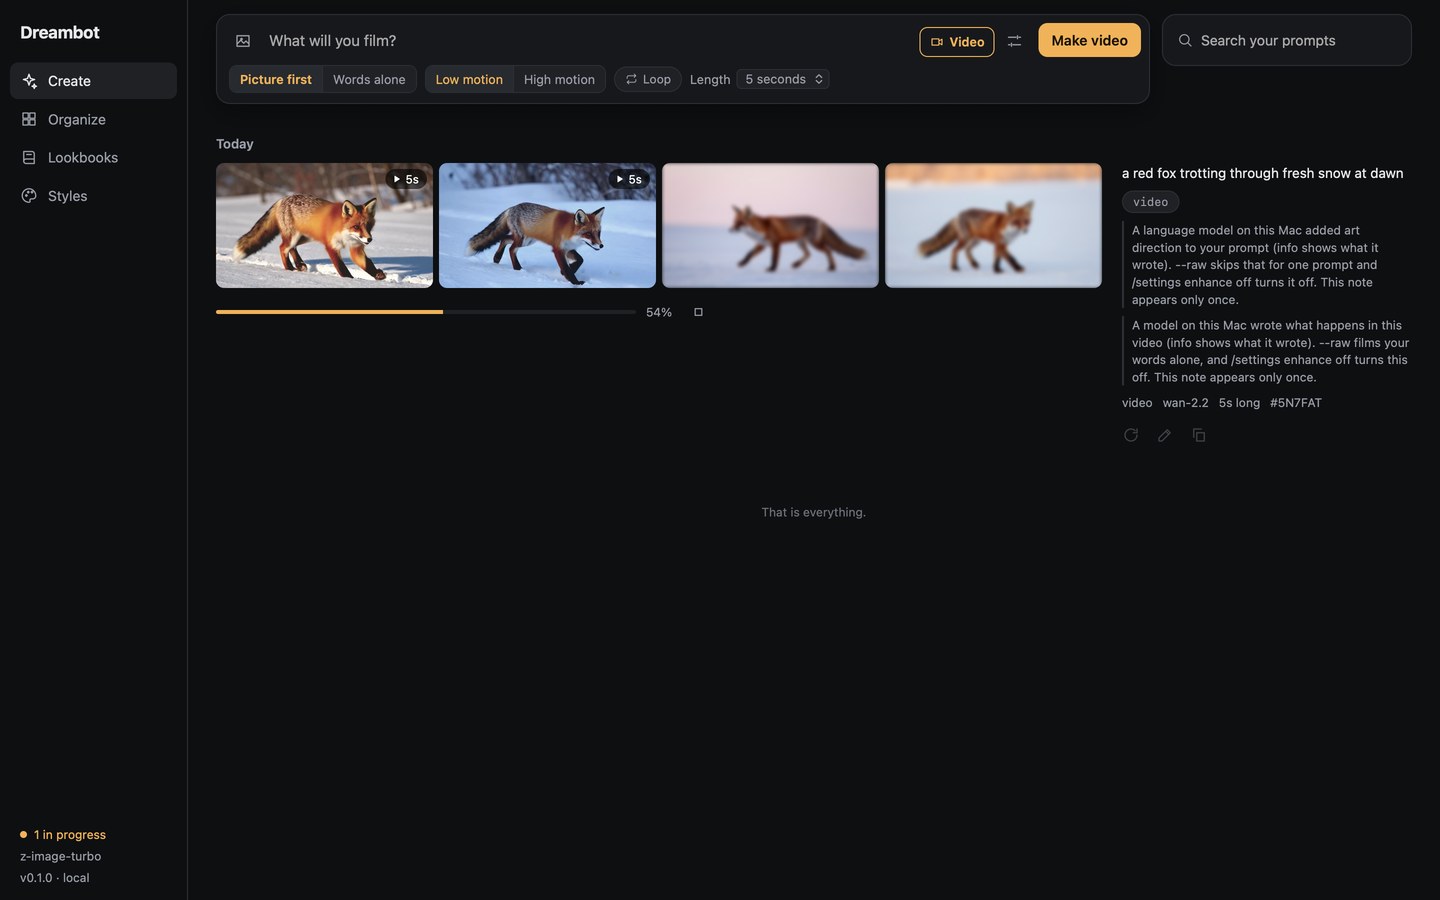 Dreambot
Create
Organize
Lookbooks
Styles
What will you film?
Video
Make video
Search your prompts
Picture first
Words alone
Low motion
High motion
Loop
Length
5 seconds
Today
5s
5s
54%
a red fox trotting through fresh snow at dawn
video
A language model on this Mac added art
direction to your prompt (info shows what it
wrote). --raw skips that for one prompt and
/settings enhance off turns it off. This note
appears only once.
A model on this Mac wrote what happens in this
video (info shows what it wrote). --raw films your
words alone, and /settings enhance off turns this
off. This note appears only once.
video wan-2.2 5s long #5N7FAT
That is everything.
1 in progress
z-image-turbo
v0.1.0 · local